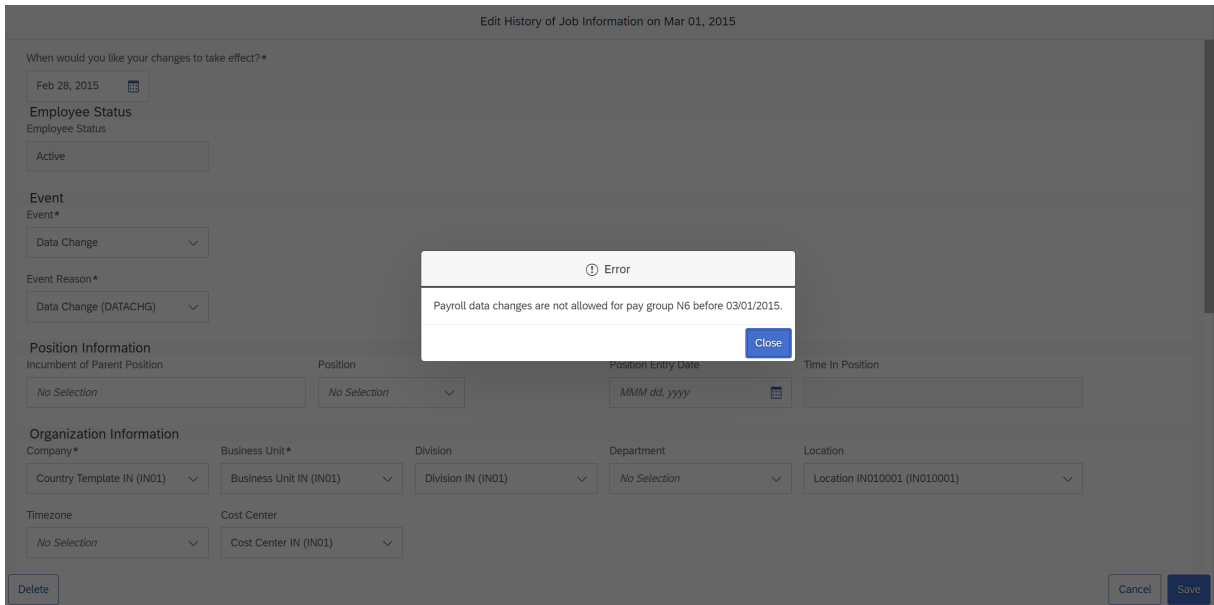 Edit History of Job Information on Mar 01, 2015
When would you like your changes to take effect?*
Feb 28, 2015
Employee Status
Employee Status
Active
Event
Event*
Data Change
Event Reason*
Data Change (DATACHG)
Error
Payroll data changes are not allowed for pay group N6 before 03/01/2015.
Close
Position Information
Incumbent of Parent Position Position Position Entry Date Time In Position
No Selection No Selection MMM dd, yyyy
Organization Information
Company* Business Unit* Division Department Location
Country Template IN (IN01) Business Unit IN (IN01) Division IN (IN01) No Selection Location IN010001 (IN010001)
Timezone Cost Center
No Selection Cost Center IN (IN01)
Delete Cancel Save